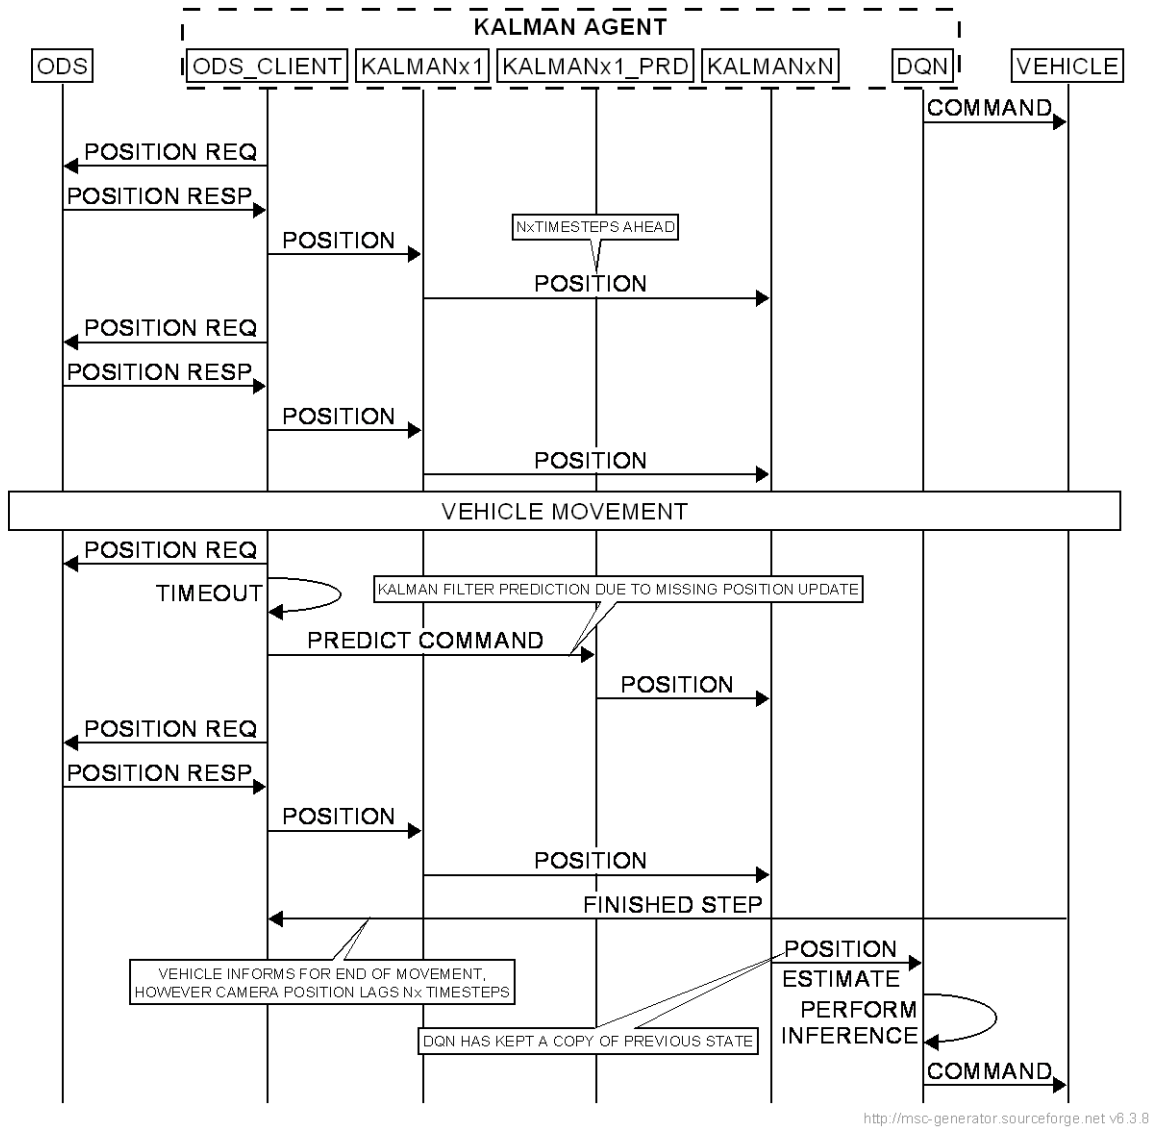 KALMAN AGENT
ODS
ODS_CLIENT
KALMANx1
KALMANx1_PRD
KALMANxN
DQN
VEHICLE
COMMAND
POSITION REQ
POSITION RESP
NxTIMESTEPS AHEAD
POSITION
POSITION
POSITION REQ
POSITION RESP
POSITION
POSITION
VEHICLE MOVEMENT
POSITION REQ
TIMEOUT
KALMAN FILTER PREDICTION DUE TO MISSING POSITION UPDATE
PREDICT COMMAND
POSITION
POSITION REQ
POSITION RESP
POSITION
POSITION
FINISHED STEP
VEHICLE INFORMS FOR END OF MOVEMENT,
HOWEVER CAMERA POSITION LAGS Nx TIMESTEPS
POSITION
ESTIMATE
PERFORM
INFERENCE
DQN HAS KEPT A COPY OF PREVIOUS STATE
COMMAND
http://msc-generator.sourceforge.net v6.3.8